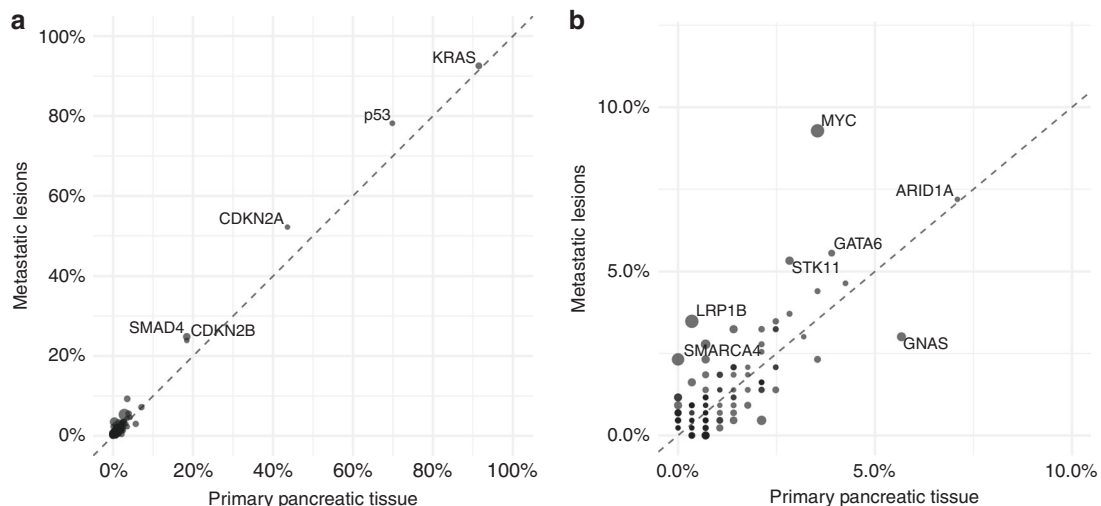 a
100%
80%
60%
40%
20%
0%
Metastatic lesions
KRAS
p53
CDKN2A
SMAD4 CDKN2B
0% 20% 40% 60% 80% 100%
Primary pancreatic tissue
b
10.0%
5.0%
0.0%
Metastatic lesions
MYC
ARID1A
GATA6
STK11
LRP1B
GNAS
SMARCA4
0.0% 5.0% 10.0%
Primary pancreatic tissue